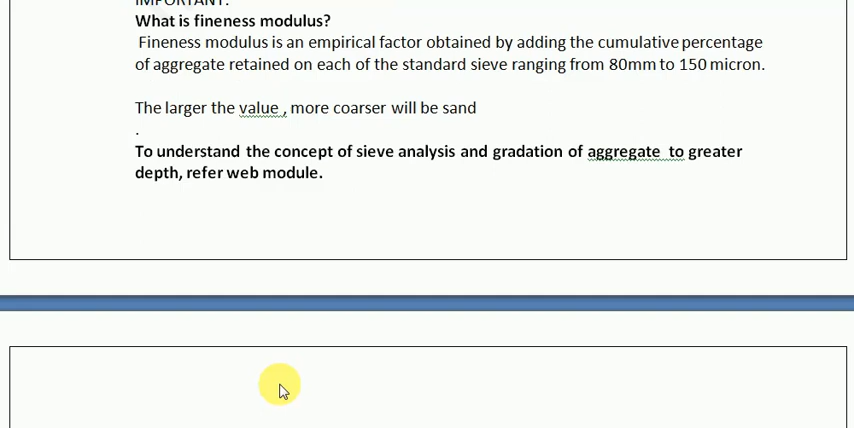 IMPORTANT:
What is fineness modulus?
Fineness modulus is an empirical factor obtained by adding the cumulative percentage
of aggregate retained on each of the standard sieve ranging from 80mm to 150 micron.
The larger the value , more coarser will be sand
.
To understand the concept of sieve analysis and gradation of aggregate to greater
depth, refer web module.